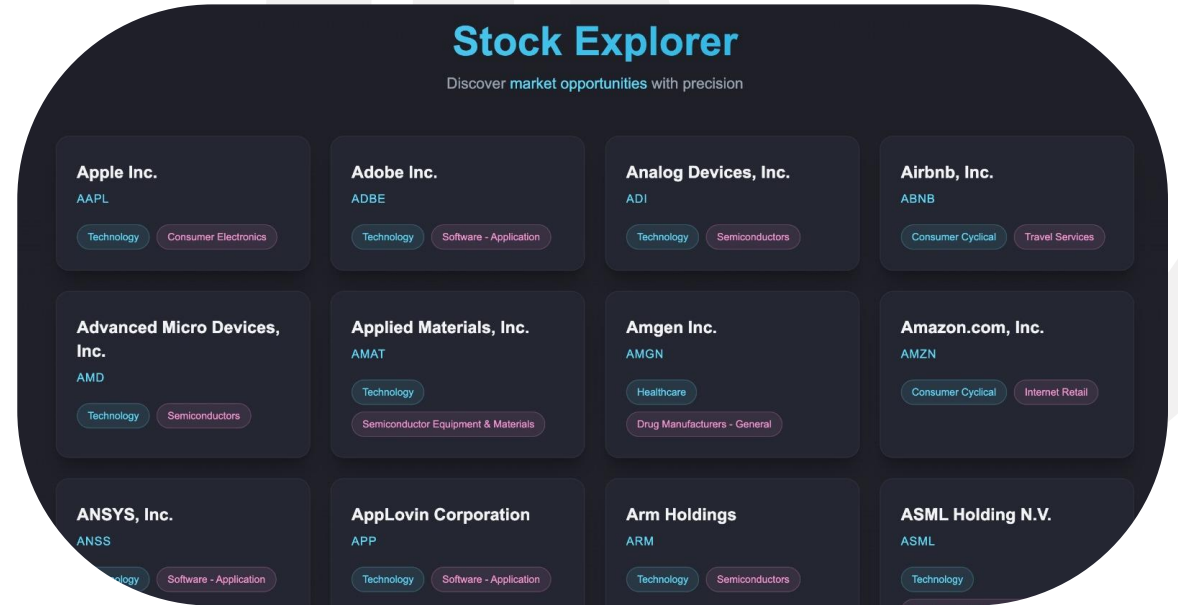 Stock Explorer
Discover market opportunities with precision
Apple Inc.
AAPL
Technology
Consumer Electronics
Adobe Inc.
ADBE
Technology
Software - Application
Analog Devices, Inc.
ADI
Technology
Semiconductors
Airbnb, Inc.
ABNB
Consumer Cyclical
Travel Services
Advanced Micro Devices,
Inc.
AMD
Technology
Semiconductors
Applied Materials, Inc.
AMAT
Technology
Semiconductor Equipment & Materials
Amgen Inc.
AMGN
Healthcare
Drug Manufacturers - General
Amazon.com, Inc.
AMZN
Consumer Cyclical
Internet Retail
ANSYS, Inc.
ANSS
Software - Application
AppLovin Corporation
APP
Technology
Software - Application
Arm Holdings
ARM
Technology
Semiconductors
ASML Holding N.V.
ASML
Technology